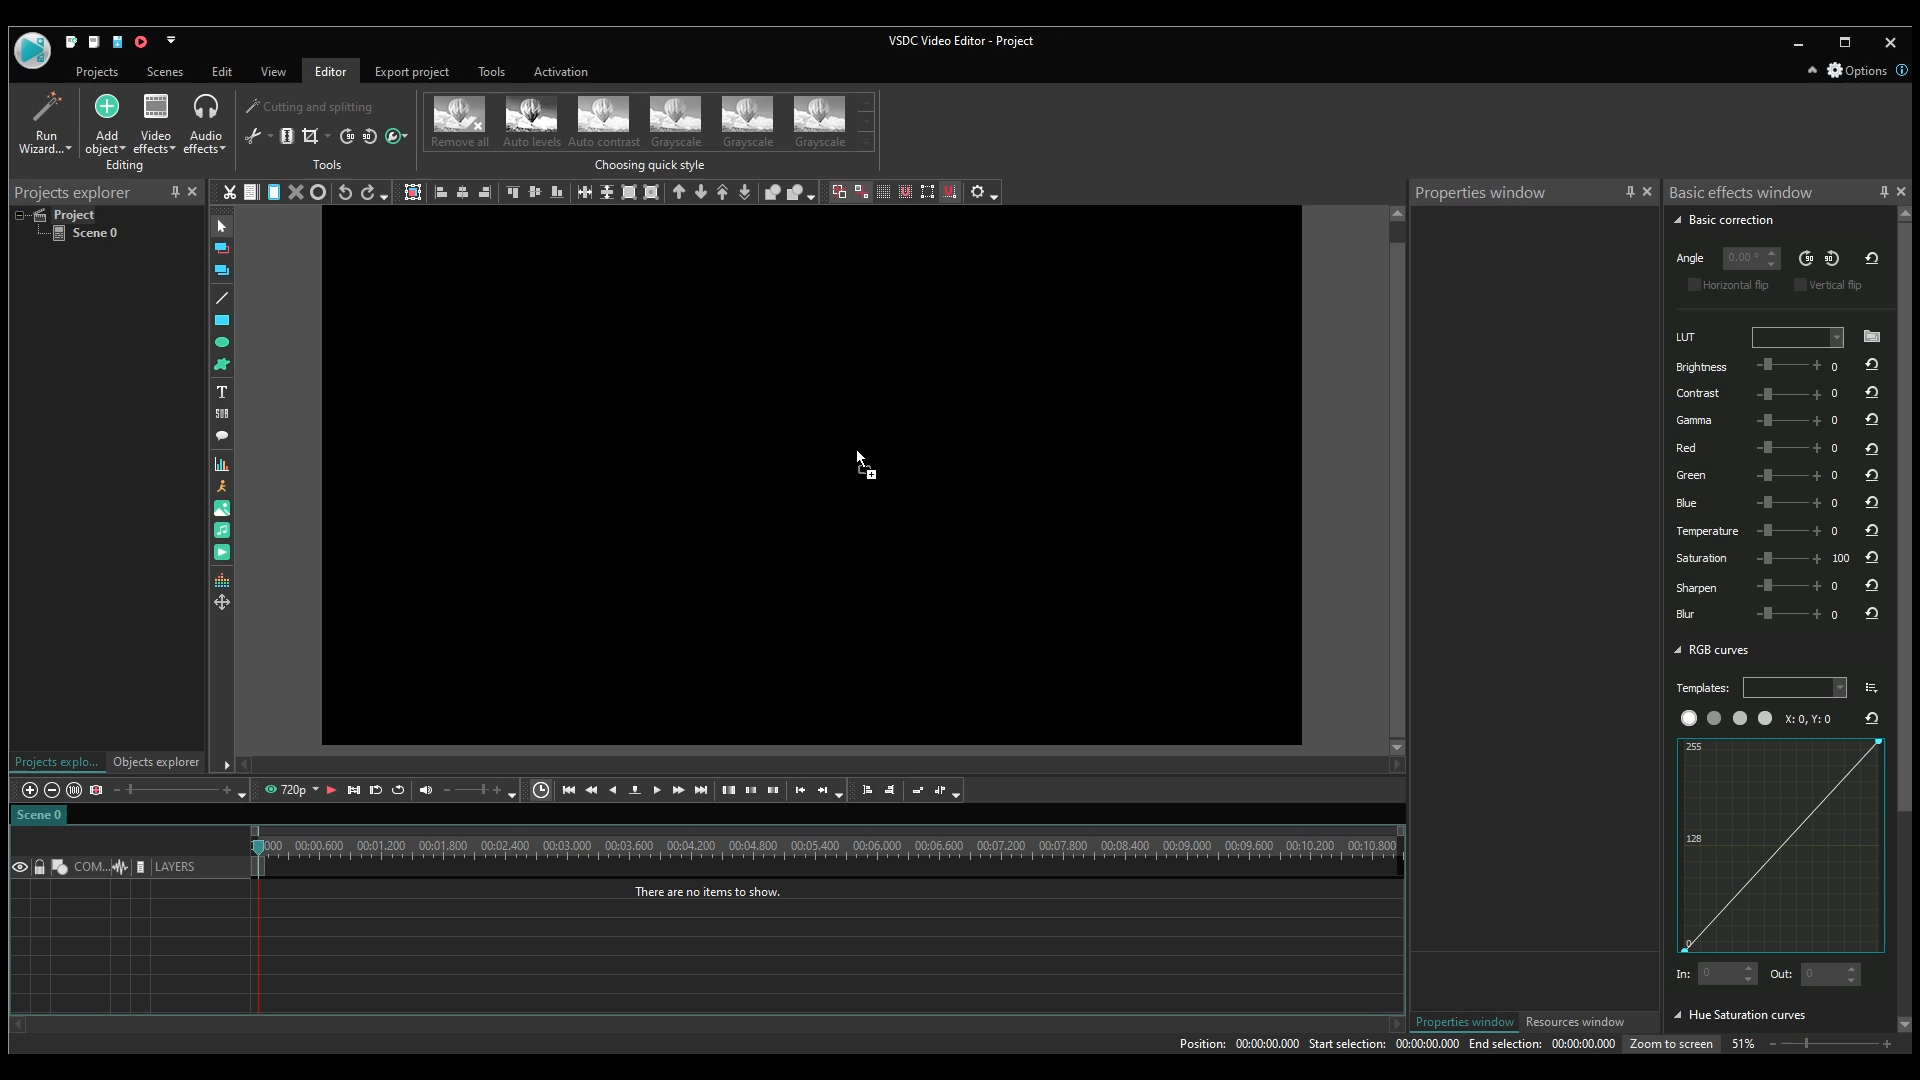 VSDC Video Editor - Project
Projects Scenes Edit View Editor Export project Tools Activation
Options
Run Wizard...
Add object
Video effects
Audio effects
Editing
Cutting and splitting
Tools
Remove all Auto levels Auto contrast Grayscale Grayscale Grayscale
Choosing quick style
Projects explorer
Project
Scene 0
T
SUB
Projects explo... Objects explorer
Properties window
Basic effects window
Basic correction
Angle 0.00 ° 90 90
Horizontal flip Vertical flip
LUT
Brightness 0
Contrast 0
Gamma 0
Red 0
Green 0
Blue 0
Temperature 0
Saturation 100
Sharpen 0
Blur 0
RGB curves
Templates:
X: 0, Y: 0
255
128
0
In: 0 Out: 0
Hue Saturation curves
Properties window Resources window
720p
Scene 0
000 00:00.600 00:01.200 00:01.800 00:02.400 00:03.000 00:03.600 00:04.200 00:04.800 00:05.400 00:06.000 00:06.600 00:07.200 00:07.800 00:08.400 00:09.000 00:09.600 00:10.200 00:10.800
COM... LAYERS
There are no items to show.
Position: 00:00:00.000 Start selection: 00:00:00.000 End selection: 00:00:00.000 Zoom to screen 51%